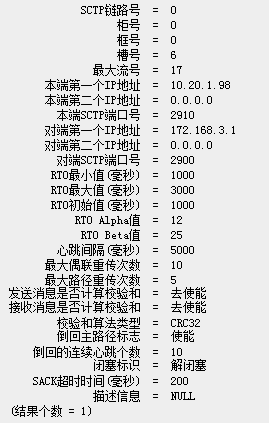 SCTP链路号 = 0
柜号 = 0
框号 = 0
槽号 = 6
最大流号 = 17
本端第一个IP地址 = 10.20.1.98
本端第二个IP地址 = 0.0.0.0
本端SCTP端口号 = 2910
对端第一个IP地址 = 172.168.3.1
对端第二个IP地址 = 0.0.0.0
对端SCTP端口号 = 2900
RTO最小值(毫秒) = 1000
RTO最大值(毫秒) = 3000
RTO初始值(毫秒) = 1000
RTO Alpha值 = 12
RTO Beta值 = 25
心跳间隔(毫秒) = 5000
最大偶联重传次数 = 10
最大路径重传次数 = 5
发送消息是否计算校验和 = 去使能
接收消息是否计算校验和 = 去使能
校验和算法类型 = CRC32
倒回主路径标志 = 使能
倒回的连续心跳个数 = 10
闭塞标识 = 解闭塞
SACK超时时间(毫秒) = 200
描述信息 = NULL
(结果个数 = 1)